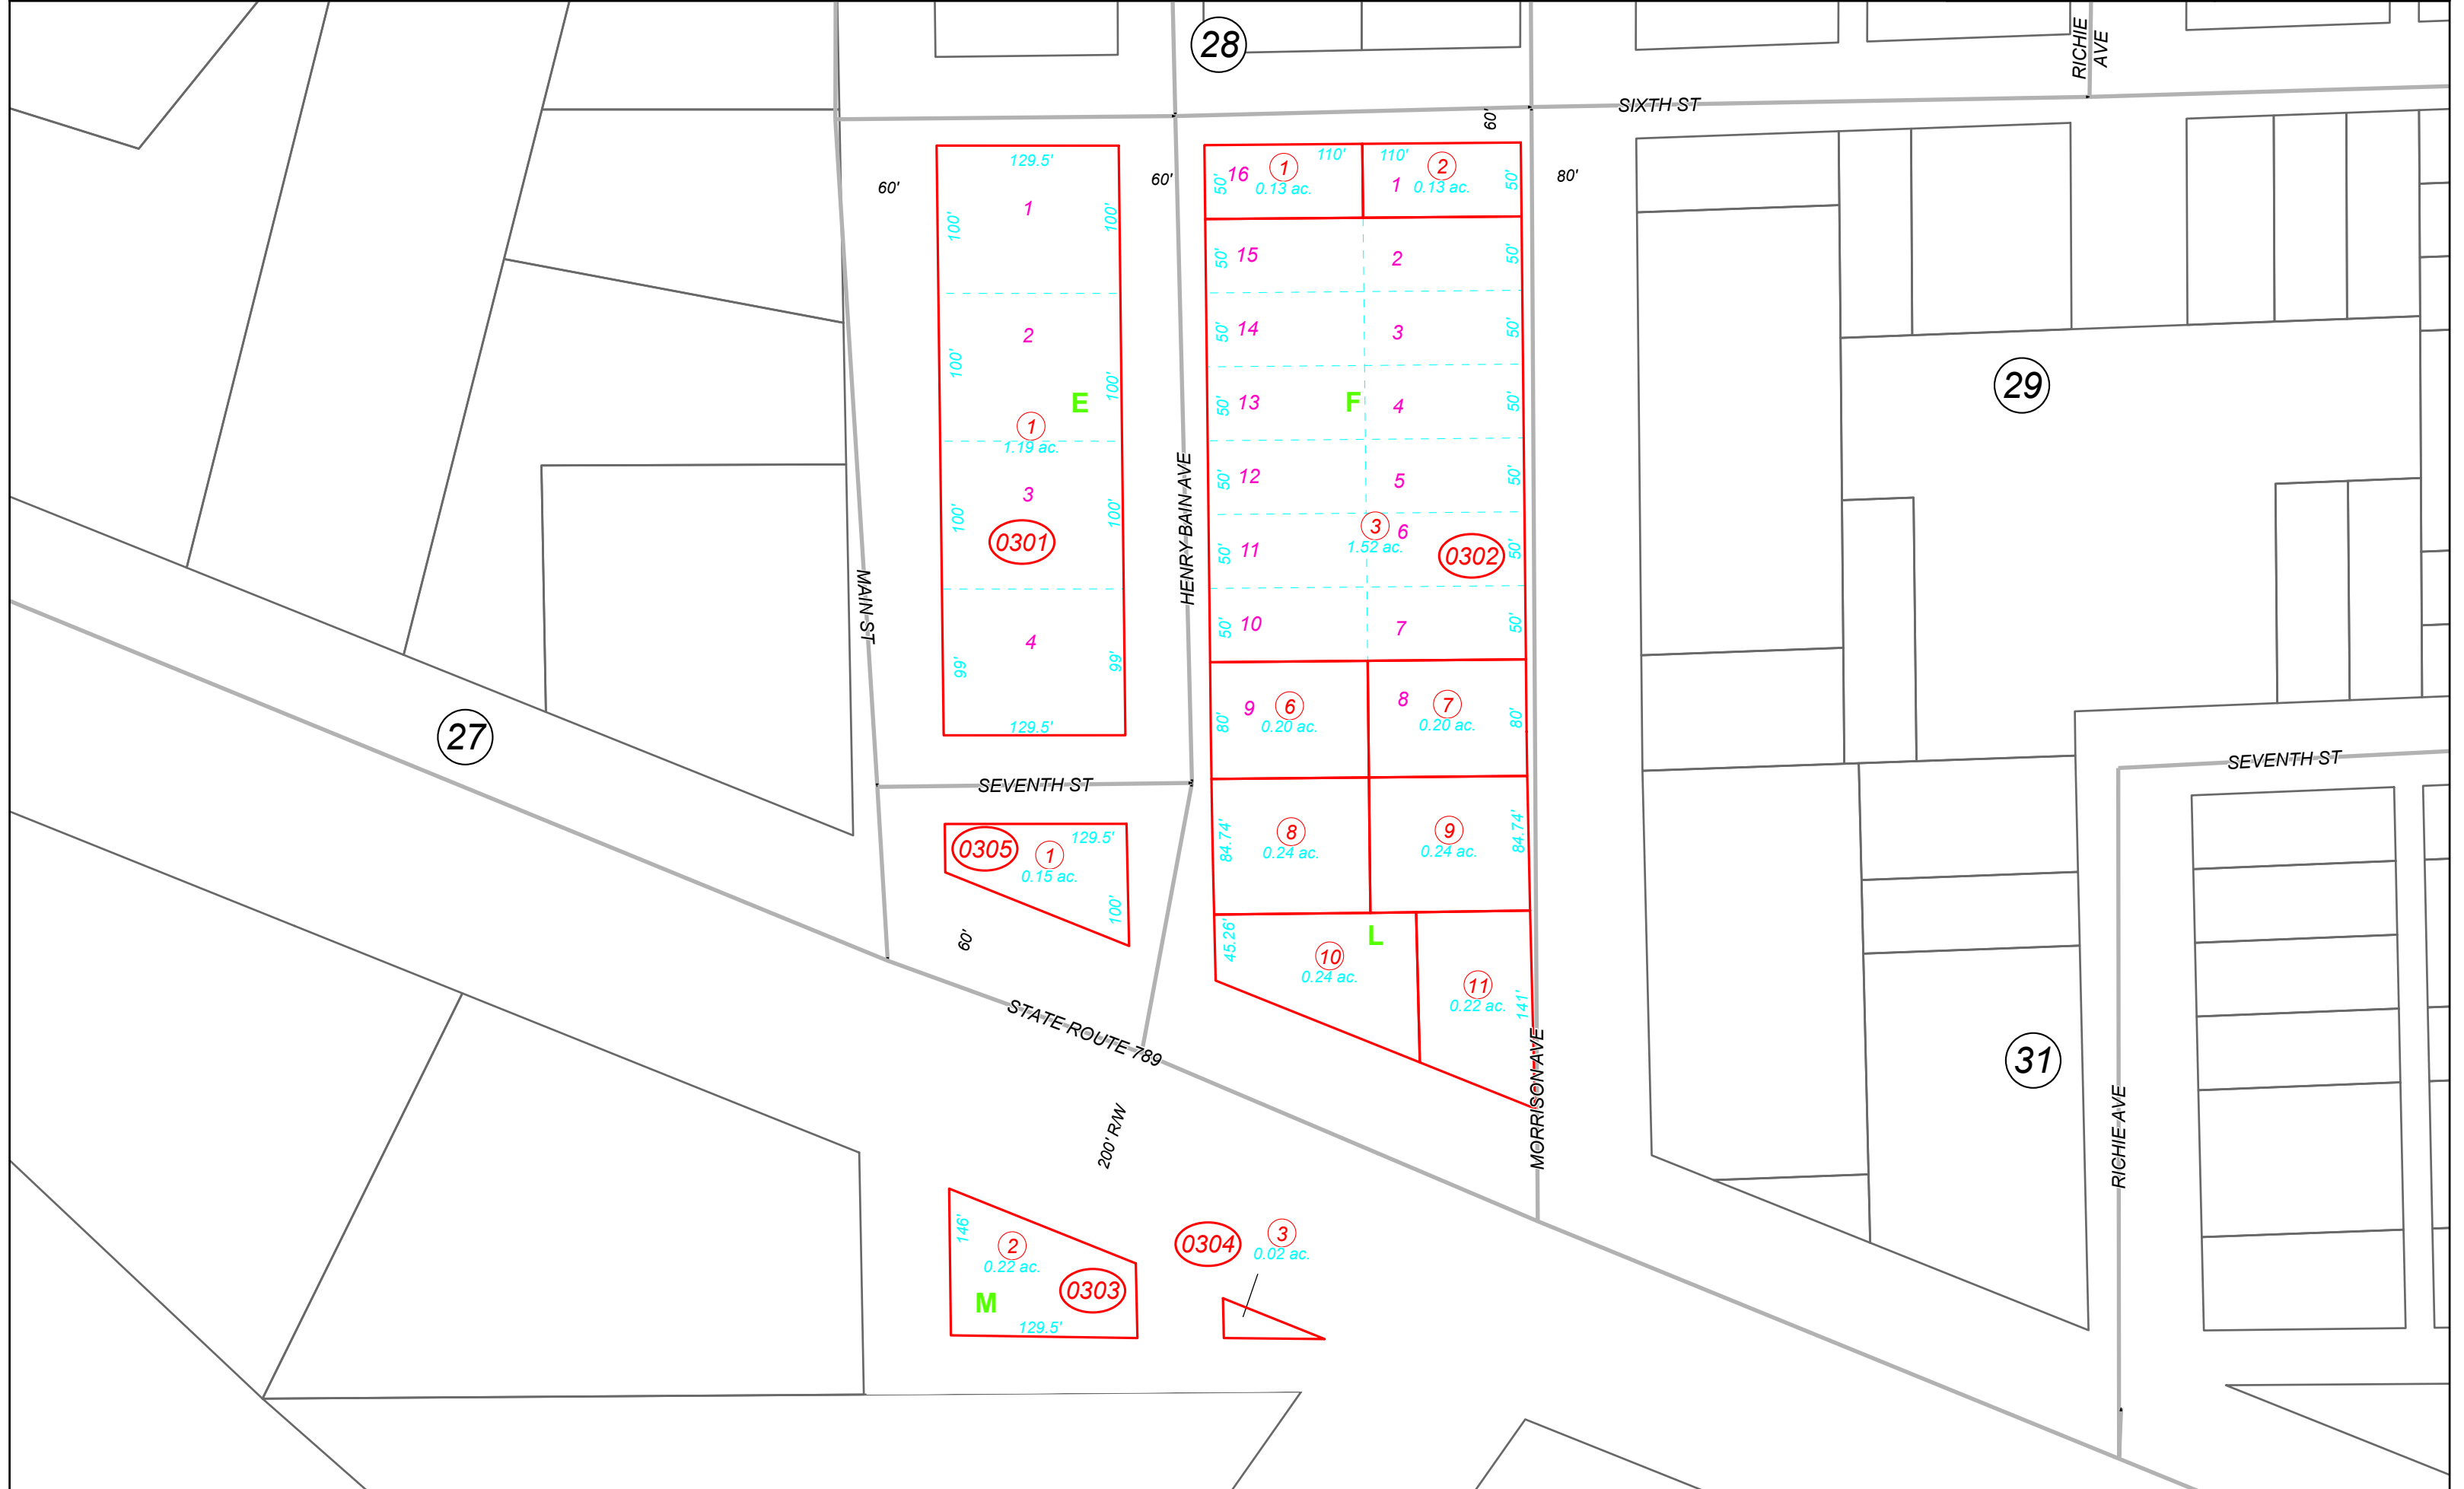 28
RICHIE
AVE
SIXTH ST
60'
129.5'
60'
60'
80'
1
100'
100'
2
100'
100'
E
1
1.19 ac.
3
100'
100'
0301
4
99'
99'
129.5'
MAIN ST
HENRY BAIN AVE
16
1
0.13 ac.
110'
50'
110'
2
0.13 ac.
1
50'
50'
15
2
50'
50'
14
3
50'
50'
13
F
4
50'
50'
12
5
50'
50'
11
3
1.52 ac.
6
0302
50'
50'
10
7
50'
9
6
0.20 ac.
80'
8
7
0.20 ac.
80'
84.74'
8
0.24 ac.
9
0.24 ac.
84.74'
45.26'
10
0.24 ac.
L
11
0.22 ac.
141'
MORRISON AVE
27
29
SEVENTH ST
SEVENTH ST
0305
1
0.15 ac.
129.5'
100'
60'
STATE ROUTE 789
200' R/W
31
RICHIE AVE
146'
2
0.22 ac.
0303
M
129.5'
0304
3
0.02 ac.